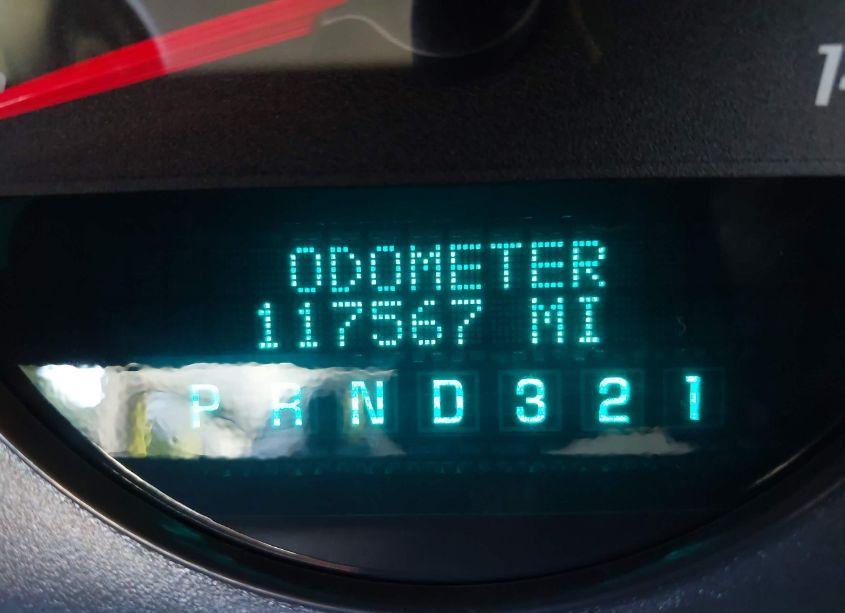 ODOMETER
117567 MI
P R N D 3 2 1